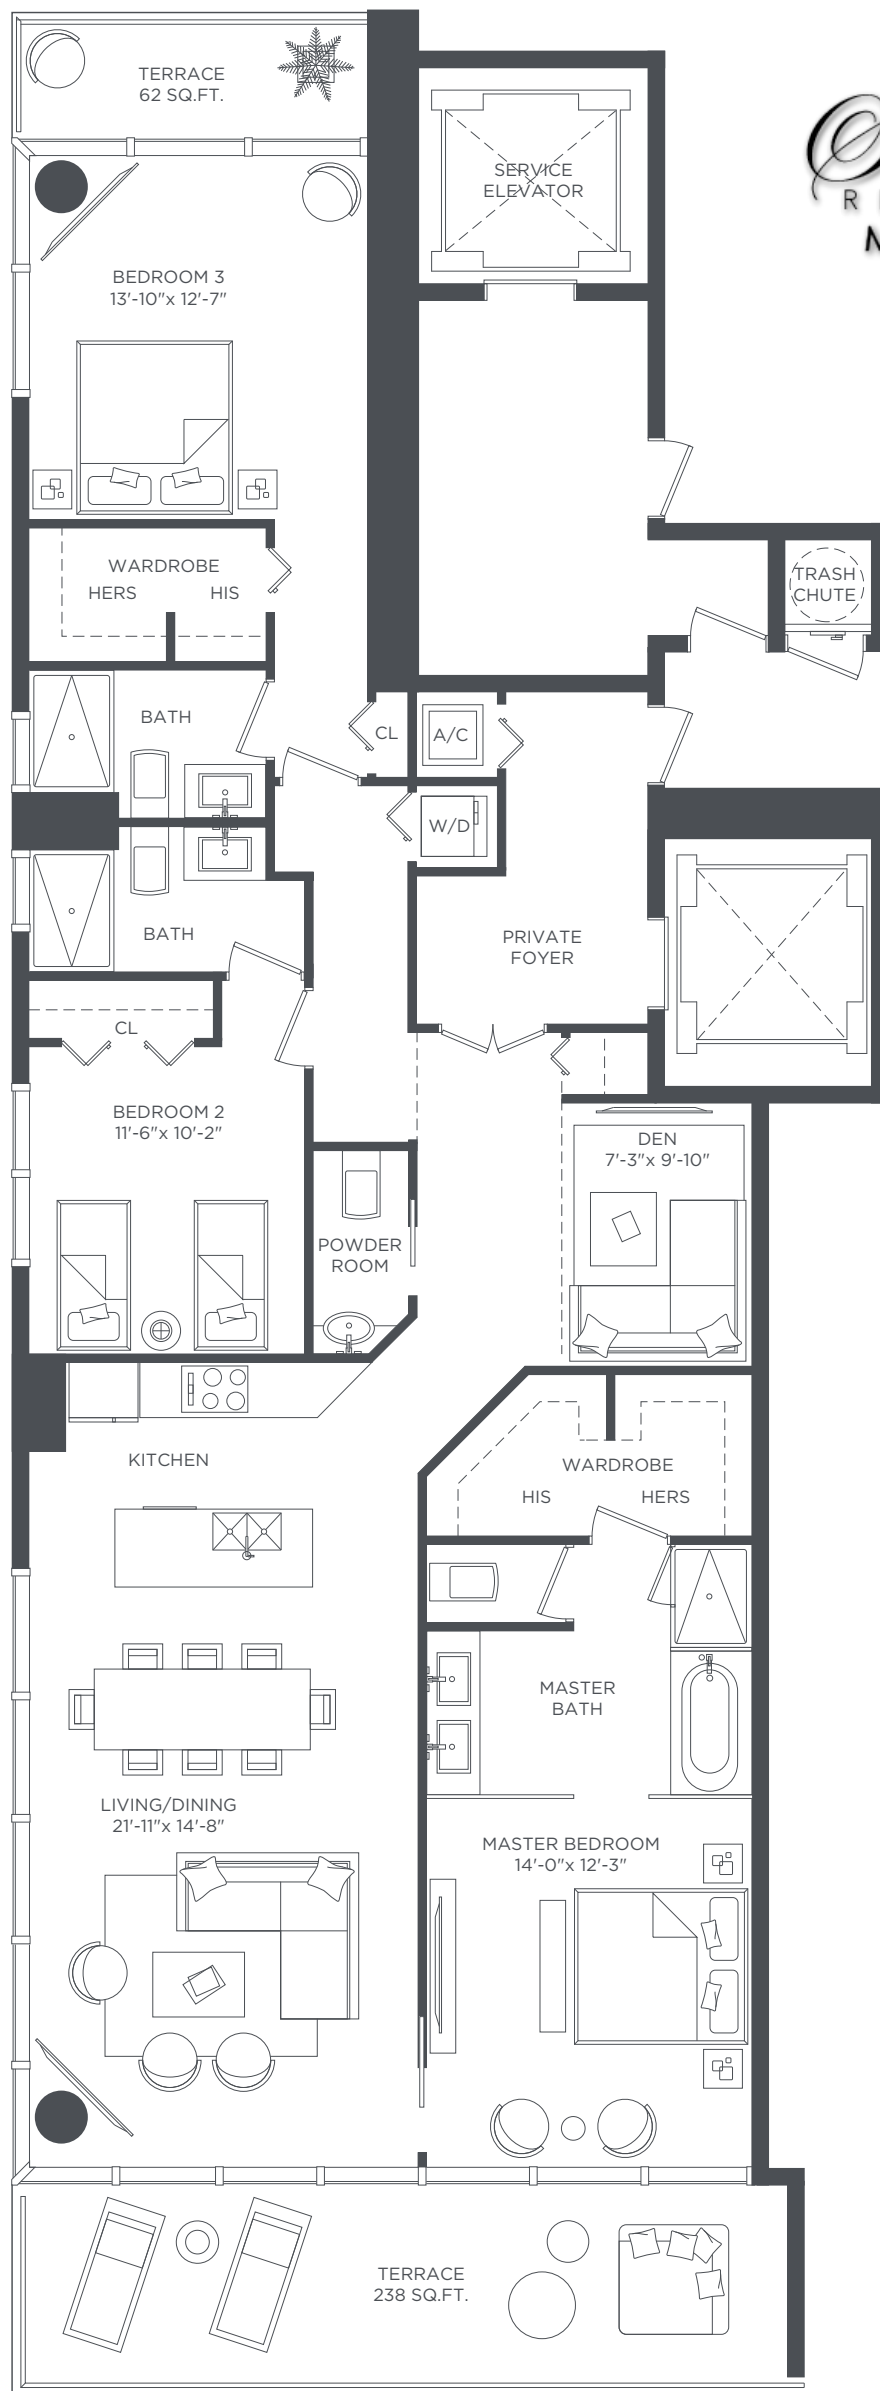 TERRACE
62 SQ.FT.
SERVICE
ELEVATOR
BEDROOM 3
13'-10"x 12'-7"
WARDROBE
HERS HIS
TRASH
CHUTE
BATH
CL
A/C
W/D
BATH
PRIVATE
FOYER
CL
BEDROOM 2
11'-6"x 10'-2"
DEN
7'-3"x 9'-10"
POWDER
ROOM
KITCHEN
WARDROBE
HIS HERS
MASTER
BATH
LIVING/DINING
21'-11"x 14'-8"
MASTER BEDROOM
14'-0"x 12'-3"
TERRACE
238 SQ.FT.